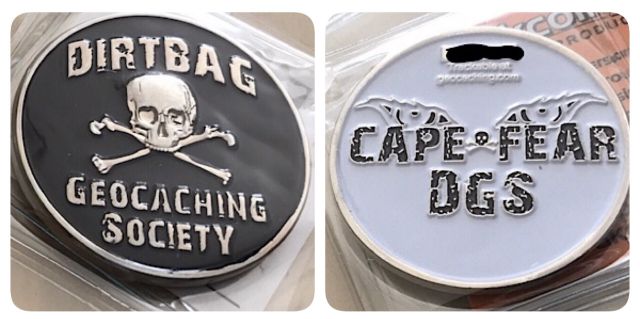 DIRTBAG
GEOCACHING
SOCIETY
Trackable at
geocaching.com
CAPE FEAR
DGS